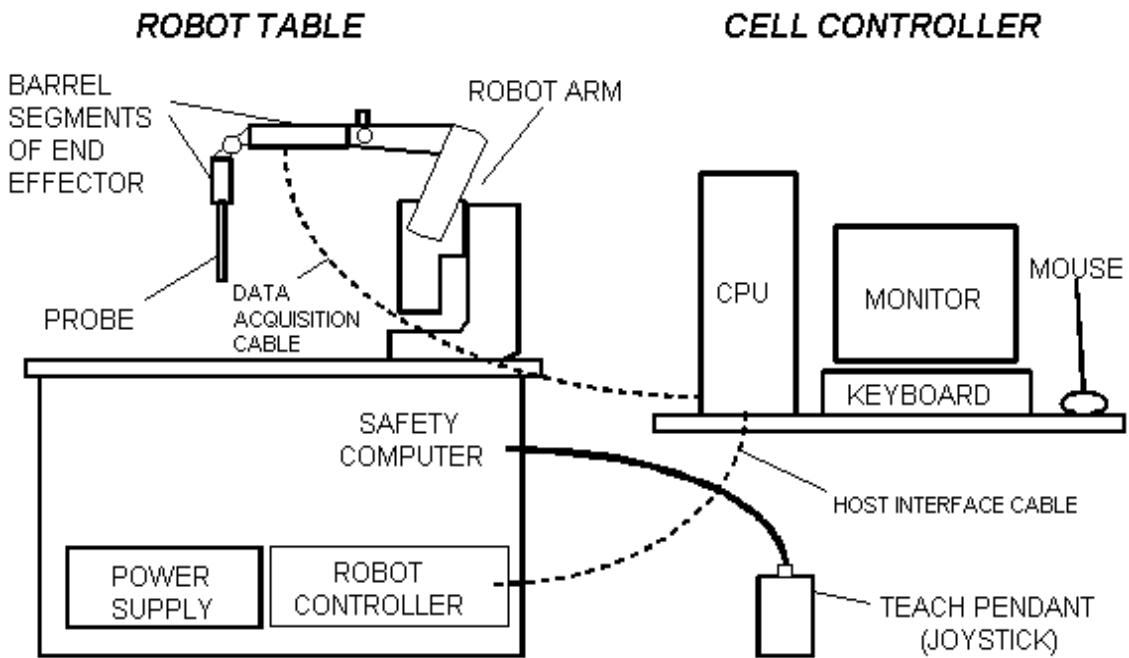 ROBOT TABLE
CELL CONTROLLER
BARREL
SEGMENTS
OF END
EFFECTOR
ROBOT ARM
PROBE
DATA
ACQUISITION
CABLE
CPU
MONITOR
MOUSE
KEYBOARD
SAFETY
COMPUTER
HOST INTERFACE CABLE
POWER
SUPPLY
ROBOT
CONTROLLER
TEACH PENDANT
(JOYSTICK)